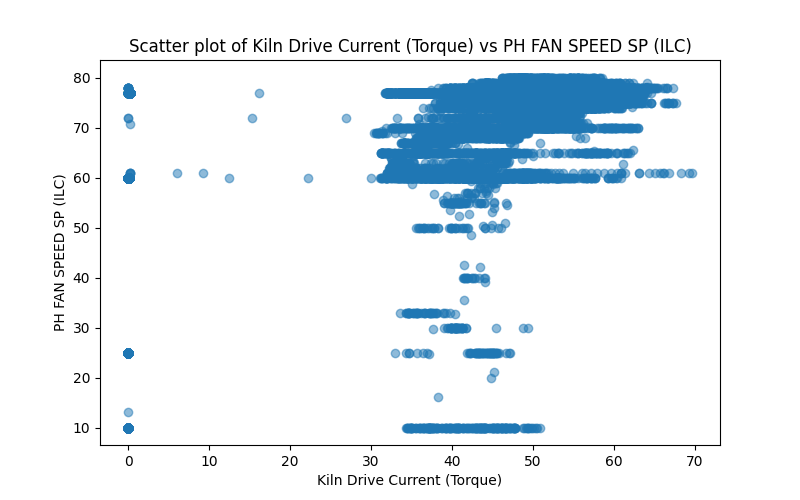 Scatter plot of Kiln Drive Current (Torque) vs PH FAN SPEED SP (ILC)
PH FAN SPEED SP (ILC)
80
70
60
50
40
30
20
10
0 10 20 30 40 50 60 70
Kiln Drive Current (Torque)